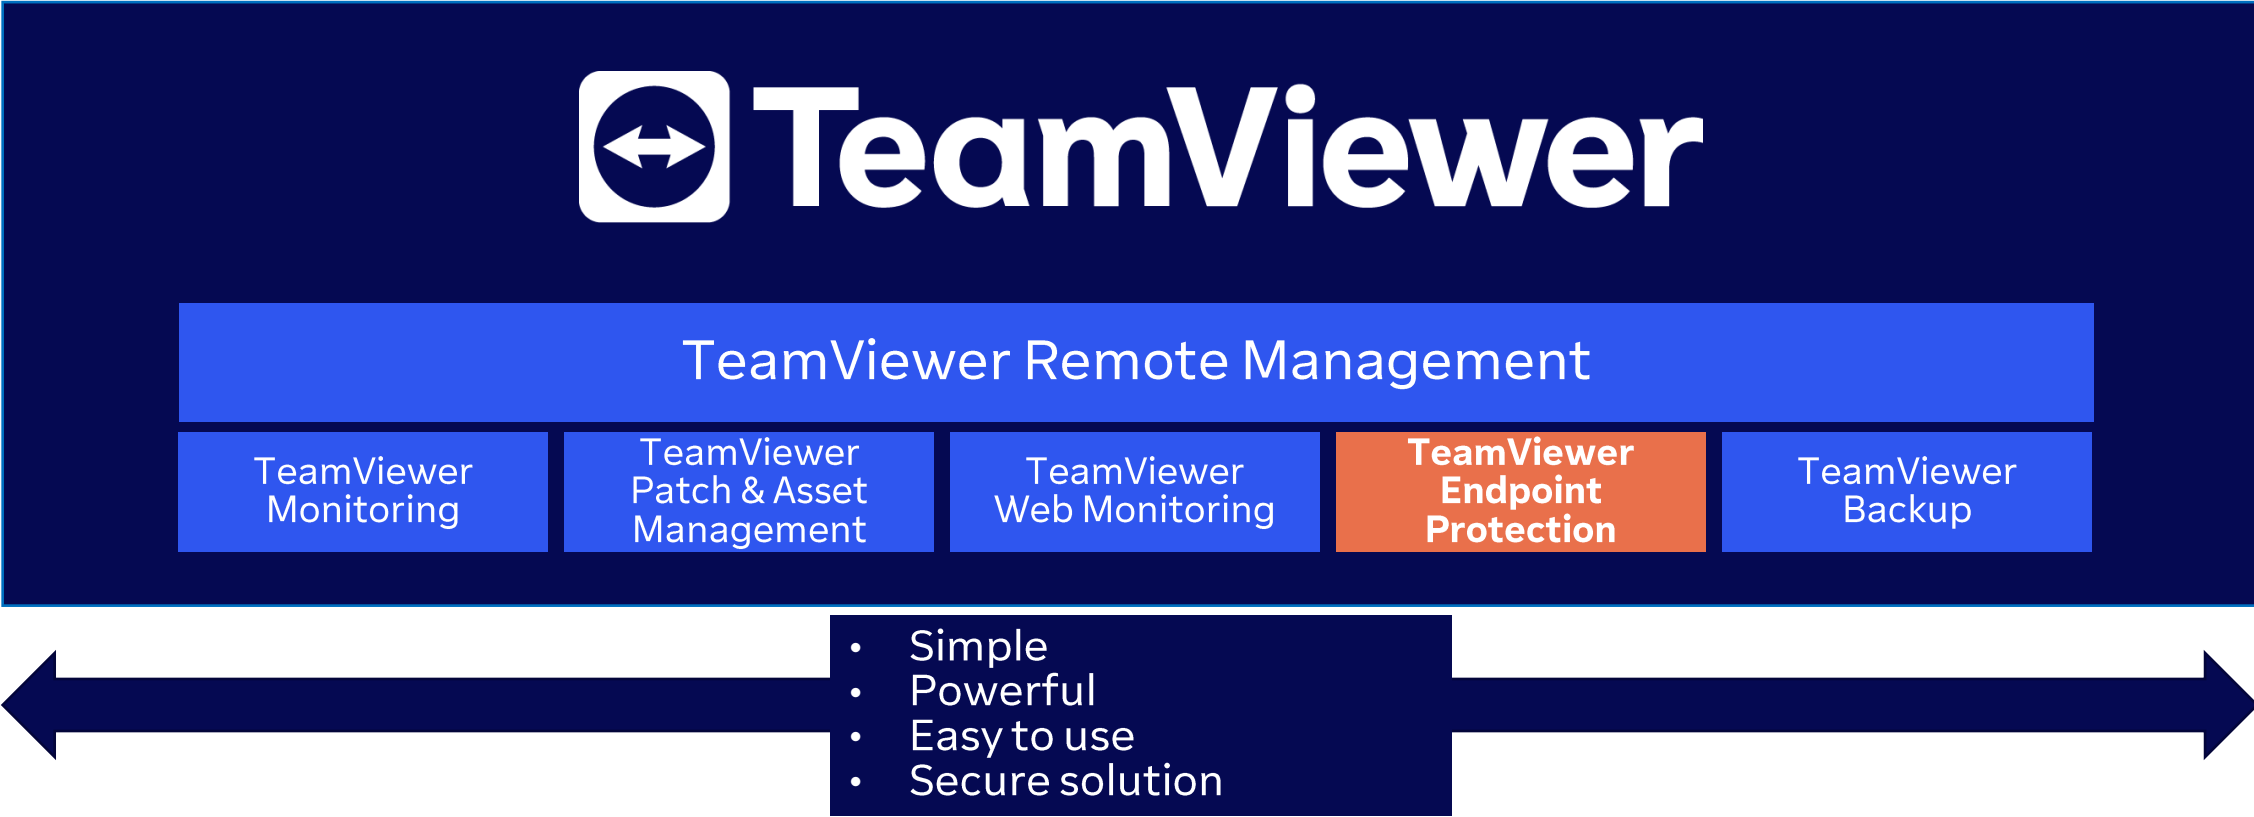 TeamViewer
TeamViewer Remote Management
TeamViewer
Monitoring
TeamViewer
Patch & Asset
Management
TeamViewer
Web Monitoring
TeamViewer
Endpoint
Protection
TeamViewer
Backup
• Simple
• Powerful
• Easy to use
• Secure solution